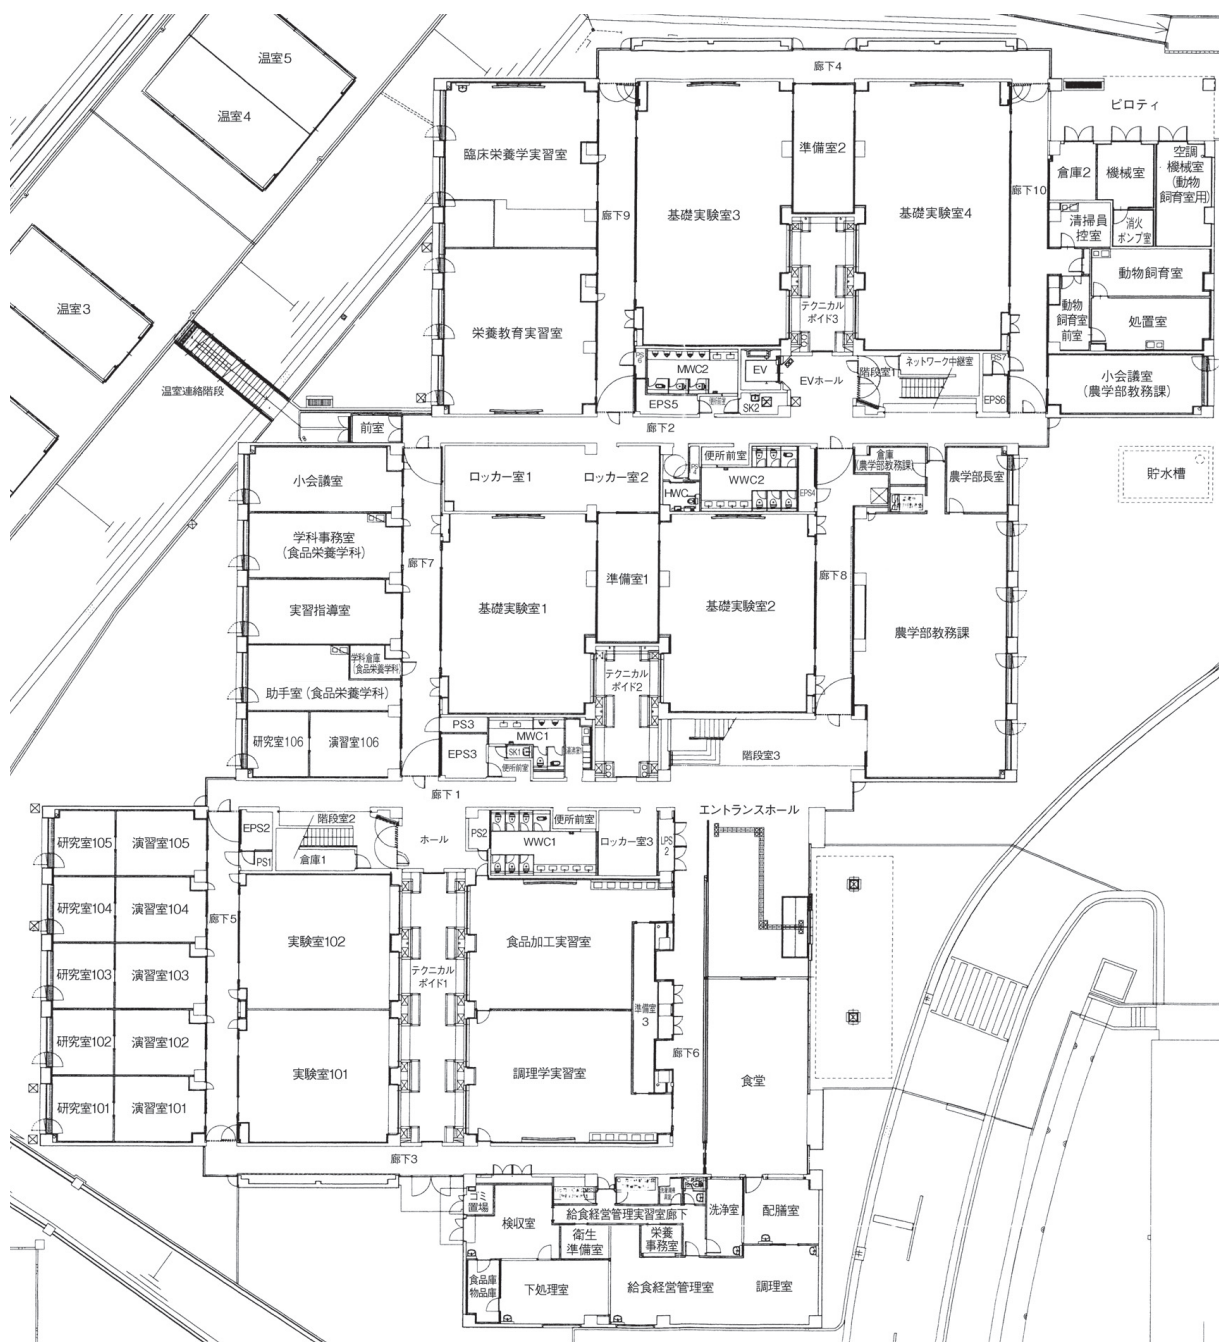 温室5
温室4
温室3
温室連絡階段
廊下4
臨床栄養学実習室
栄養教育実習室
廊下9
基礎実験室3
準備室2
テクニカル
ボイド3
基礎実験室4
廊下10
ピロティ
倉庫2
機械室
空調
機械室
(動物
飼育室用)
清掃員
控室
消火
ポンプ室
動物飼育室
動物
飼育室
前室
処置室
小会議室
(農学部教務課)
MWC2
EV
EVホール
階段室1
ネットワーク中継室
PS7
EPS6
EPS5
SK2
前室
廊下2
小会議室
学科事務室
(食品栄養学科)
実習指導室
学科倉庫
(食品栄養学科)
助手室(食品栄養学科)
研究室106
演習室106
廊下7
ロッカー室1
ロッカー室2
HWC
便所前室
WWC2
EPS4
倉庫
(農学部教務課)
農学部長室
貯水槽
基礎実験室1
準備室1
基礎実験室2
廊下8
農学部教務課
テクニカル
ボイド2
PS3
EPS3
MWC1
SK1
便所前室
階段室3
廊下1
エントランスホール
研究室105
演習室105
EPS2
PS1
階段室2
倉庫1
ホール
PS2
便所前室
WWC1
ロッカー室3
LPS
2
研究室104
演習室104
廊下5
実験室102
テクニカル
ボイド1
食品加工実習室
準備室
3
研究室103
演習室103
研究室102
演習室102
実験室101
調理学実習室
廊下6
食堂
研究室101
演習室101
廊下3
ゴミ
置場
検収室
給食経営管理実習室廊下
洗浄室
配膳室
衛生
準備室
栄養
事務室
食品庫
物品庫
下処理室
給食経営管理室
調理室